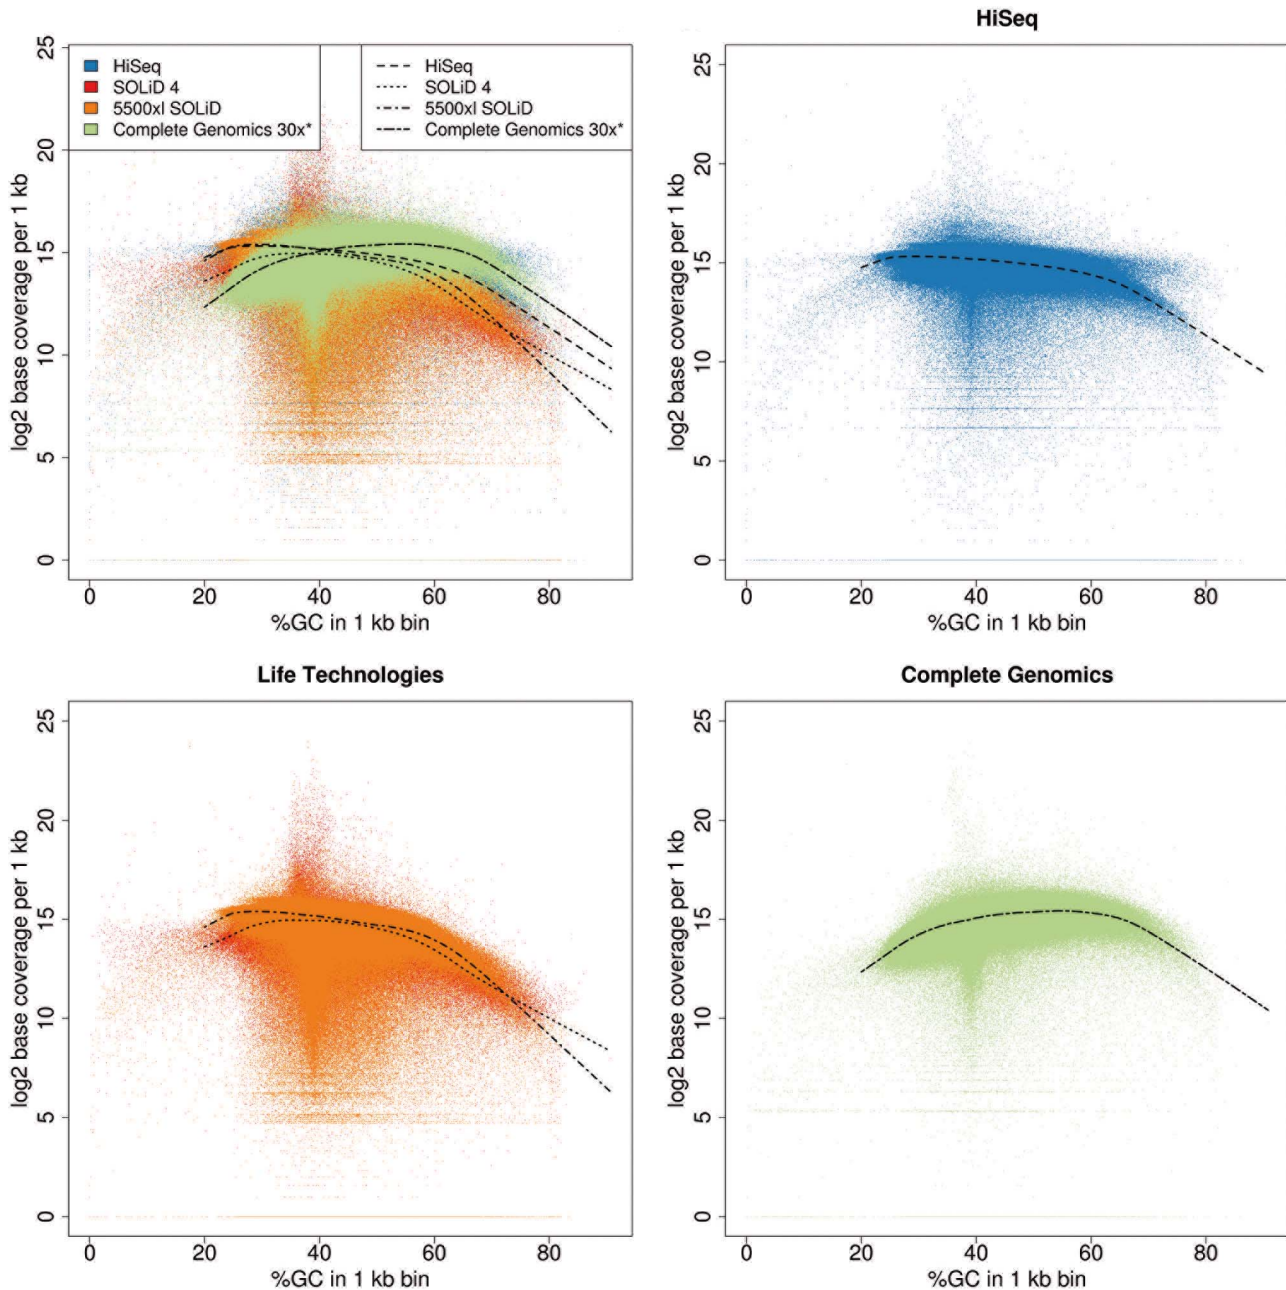 HiSeq
25
20
15
10
5
0
log2 base coverage per 1 kb
HiSeq
SOLiD 4
5500xl SOLiD
Complete Genomics 30x*
HiSeq
SOLiD 4
5500xl SOLiD
Complete Genomics 30x*
0 20 40 60 80
%GC in 1 kb bin
25
20
15
10
5
0
log2 base coverage per 1 kb
0 20 40 60 80
%GC in 1 kb bin
Life Technologies
25
20
15
10
5
0
log2 base coverage per 1 kb
0 20 40 60 80
%GC in 1 kb bin
Complete Genomics
25
20
15
10
5
0
log2 base coverage per 1 kb
0 20 40 60 80
%GC in 1 kb bin